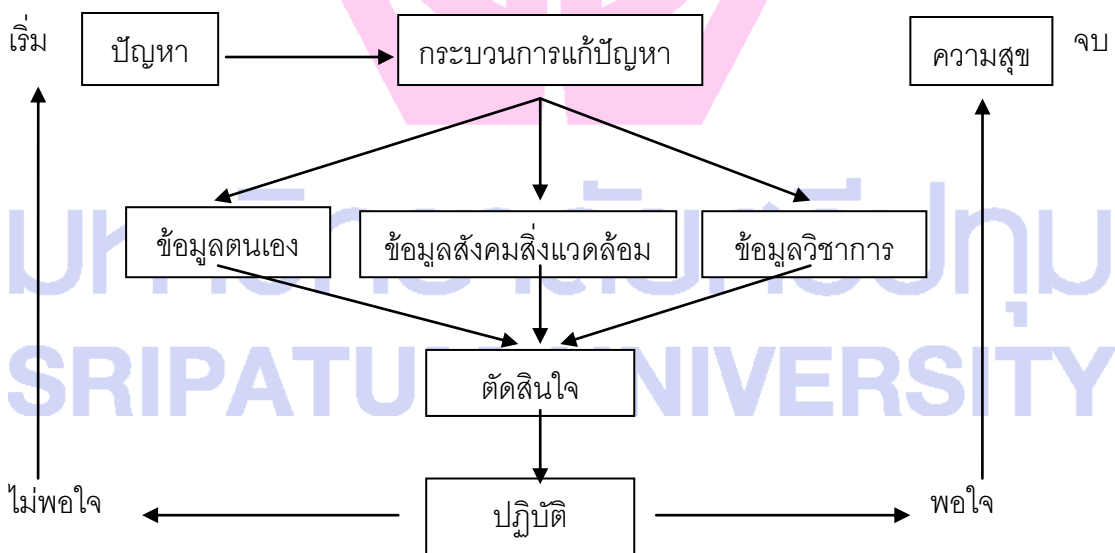 เริ่ม ปัญหา กระบวนการแก้ปัญหา ความสุข จบ
ข้อมูลตนเอง ข้อมูลสังคมสิ่งแวดล้อม ข้อมูลวิชาการ
ตัดสินใจ
SRIPATUM UNIVERSITY
ไม่พอใจ ปฏิบัติ พอใจ